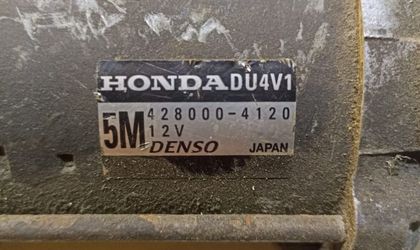 HONDA DU4V1
5M 428000-4120
12V
DENSO JAPAN